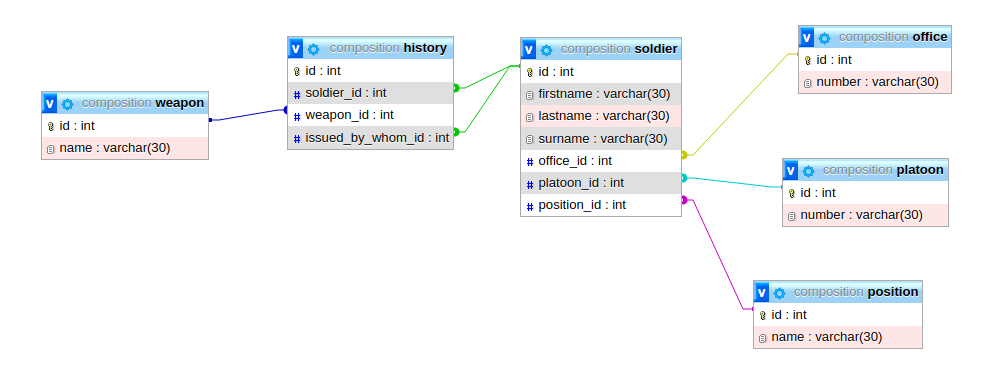 v composition weapon
id : int
name : varchar(30)
v composition history
id : int
# soldier_id : int
# weapon_id : int
# issued_by_whom_id : int
v composition soldier
id : int
firstname : varchar(30)
lastname : varchar(30)
surname : varchar(30)
# office_id : int
# platoon_id : int
# position_id : int
v composition office
id : int
number : varchar(30)
v composition platoon
id : int
number : varchar(30)
v composition position
id : int
name : varchar(30)